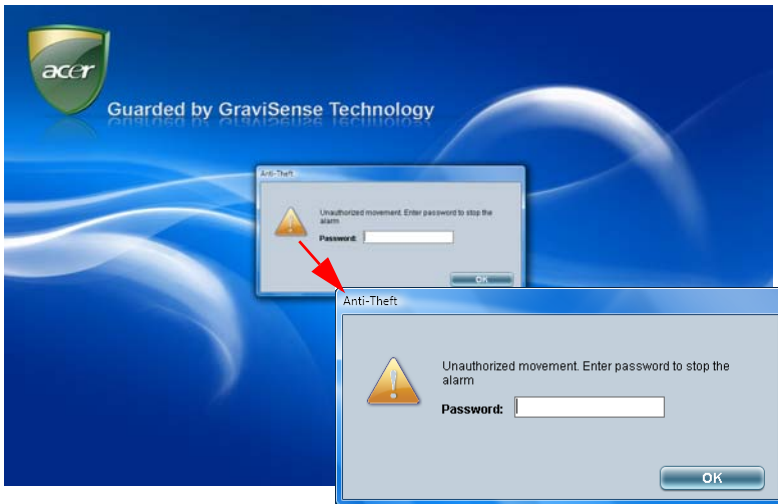 acer
Guarded by GraviSense Technology
Anti-Theft
Unauthorized movement. Enter password to stop the
alarm
Password:
OK
Anti-Theft
Unauthorized movement. Enter password to stop the
alarm
Password:
OK